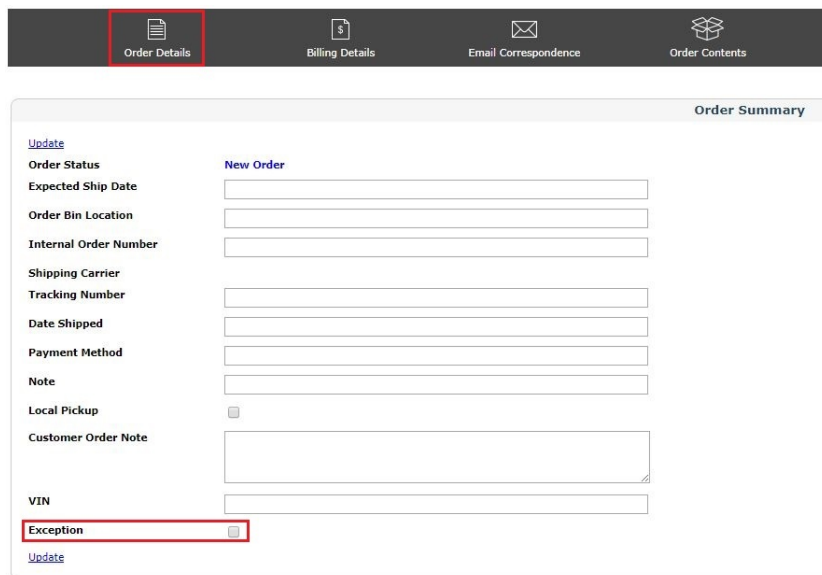 Order Details Billing Details Email Correspondence Order Contents
Order Summary
Update
Order Status New Order
Expected Ship Date
Order Bin Location
Internal Order Number
Shipping Carrier
Tracking Number
Date Shipped
Payment Method
Note
Local Pickup
Customer Order Note
VIN
Exception
Update